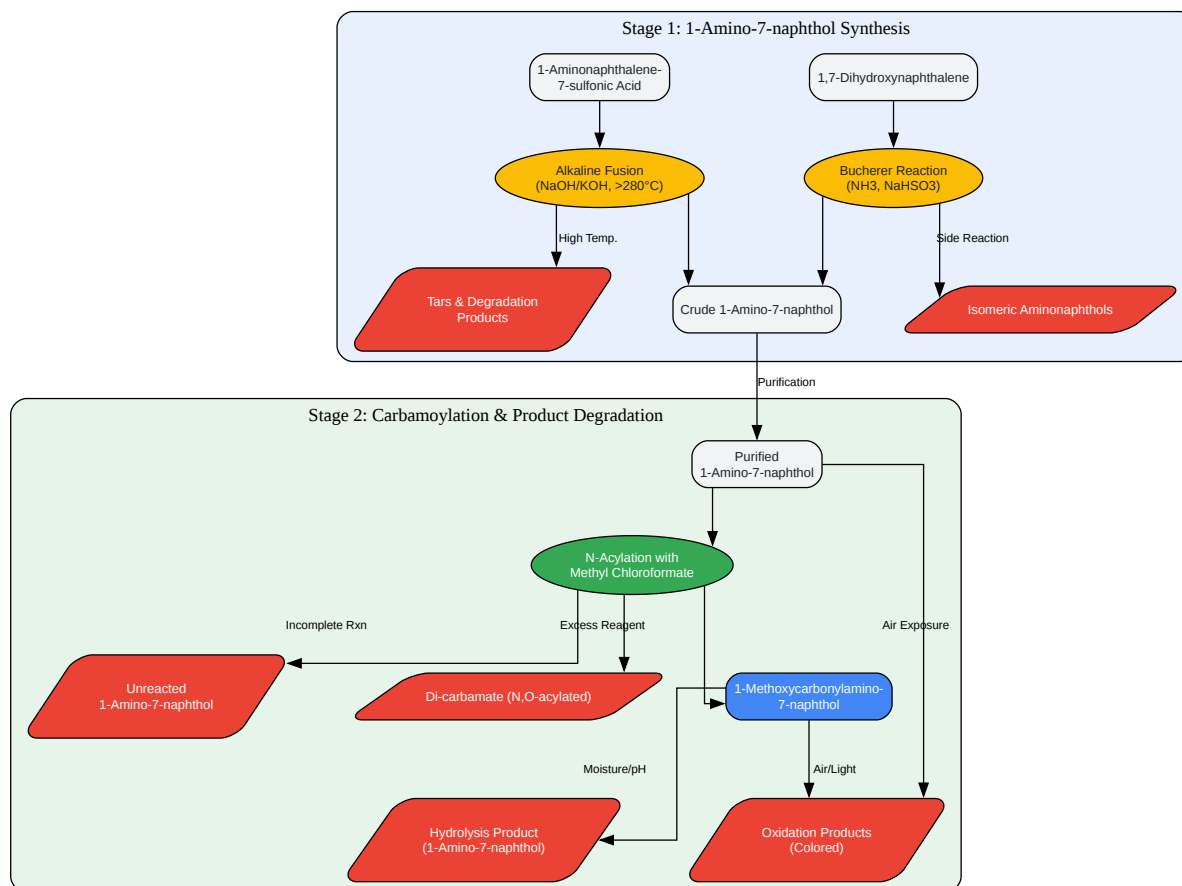 Stage 1: 1-Amino-7-naphthol Synthesis
1-Aminonaphthalene-
7-sulfonic Acid
1,7-Dihydroxynaphthalene
Alkaline Fusion
(NaOH/KOH, >280°C)
Bucherer Reaction
(NH3, NaHSO3)
High Temp.
Side Reaction
Tars & Degradation
Products
Crude 1-Amino-7-naphthol
Isomeric Aminonaphthols
Purification
Stage 2: Carbamoylation & Product Degradation
Purified
1-Amino-7-naphthol
N-Acylation with
Methyl Chloroformate
Incomplete Rxn
Excess Reagent
Air Exposure
Unreacted
1-Amino-7-naphthol
Di-carbamate (N,O-acylated)
1-Methoxycarbonylamino-
7-naphthol
Moisture/pH
Air/Light
Hydrolysis Product
(1-Amino-7-naphthol)
Oxidation Products
(Colored)